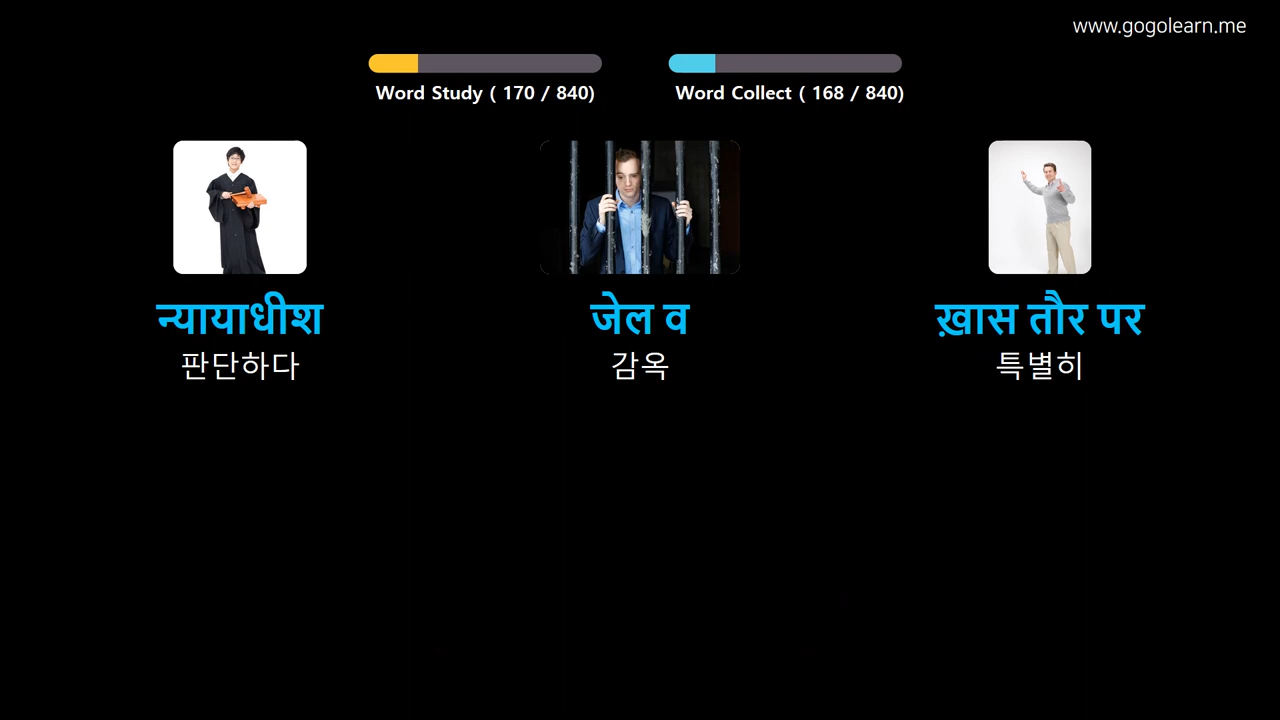 www.gogolearn.me
Word Study ( 170 / 840)
Word Collect ( 168 / 840)
न्यायाधीश
जेल व
ख़ास तौर पर
판단하다
감옥
특별히